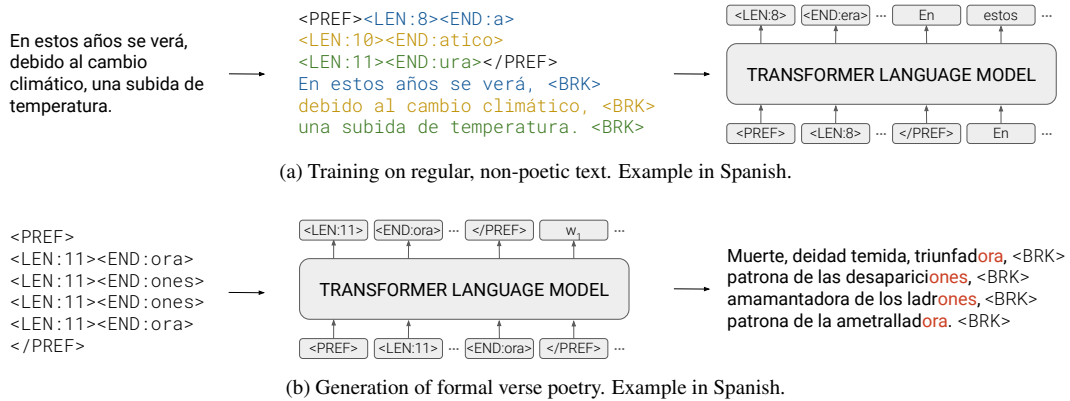 En estos años se verá,
debido al cambio
climático, una subida de
temperatura.
<PREF><LEN:8><END:a>
<LEN:10><END:atico>
<LEN:11><END:ura></PREF>
En estos años se verá, <BRK>
debido al cambio climático, <BRK>
una subida de temperatura. <BRK>
<LEN:8> <END:era> ... En estos ...
TRANSFORMER LANGUAGE MODEL
<PREF> <LEN:8> ... </PREF> En ...
(a) Training on regular, non-poetic text. Example in Spanish.
<PREF>
<LEN:11><END:ora>
<LEN:11><END:ones>
<LEN:11><END:ones>
<LEN:11><END:ora>
</PREF>
<LEN:11> <END:ora> ... </PREF> w1 ...
TRANSFORMER LANGUAGE MODEL
<PREF> <LEN:11> ... <END:ora> </PREF> ...
Muerte, deidad temida, triunfadora, <BRK>
patrona de las desapariciones, <BRK>
amamantadora de los ladrones, <BRK>
patrona de la ametralladora. <BRK>
(b) Generation of formal verse poetry. Example in Spanish.